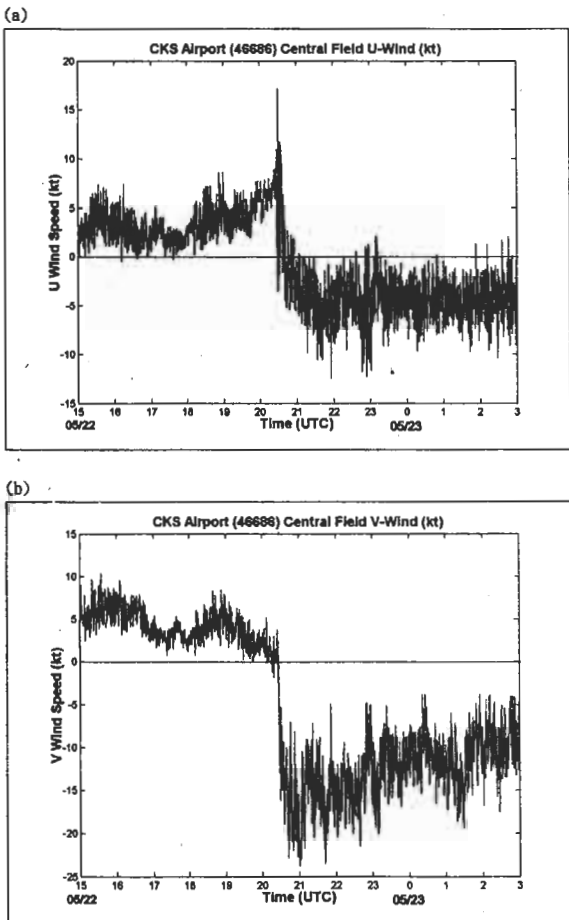 (a)
CKS Airport (46686) Central Field U-Wind (kt)
20
15
10
5
0
-5
-10
-15
U Wind Speed (kt)
15 16 17 18 19 20 21 22 23 0 1 2 3
05/22 Time (UTC) 05/23
(b)
CKS Airport (46686) Central Field V-Wind (kt)
15
10
5
0
-5
-10
-15
-20
-25
V Wind Speed (kt)
15 16 17 18 19 20 21 22 23 0 1 2 3
05/22 Time (UTC) 05/23